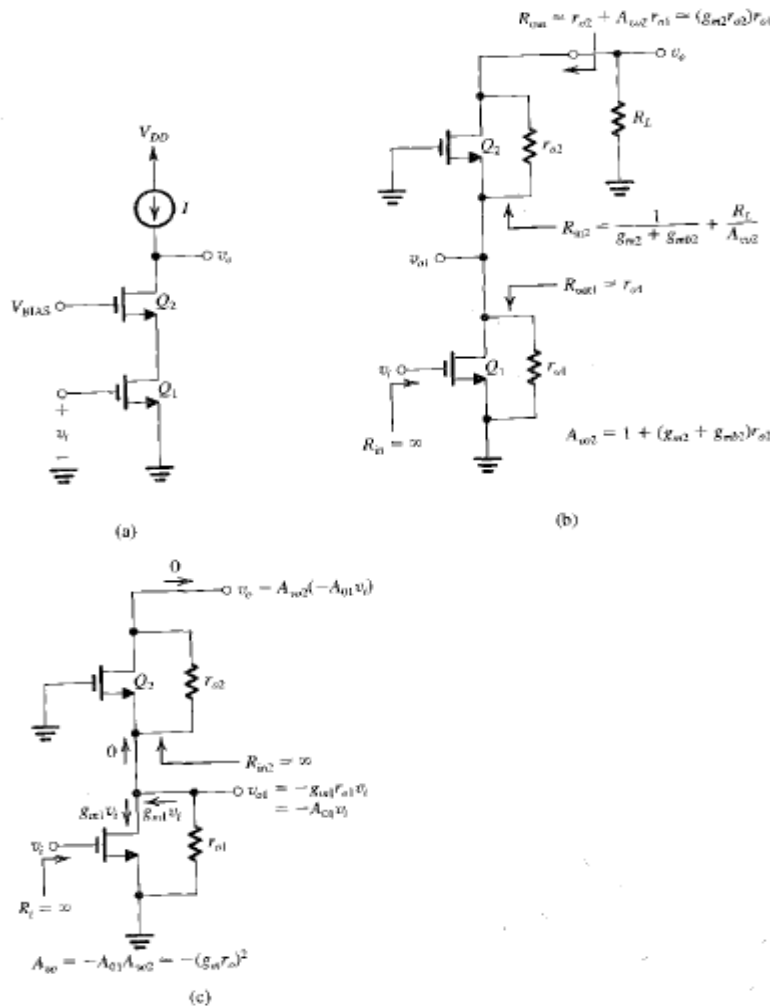 R_out ≃ r_o2 + A_vo2 r_o1 ≃ (g_m2 r_o2) r_o1
v_o
R_L
Q_2
r_o2
R_in2 = 1 / (g_m2 + g_mb2) + R_L / A_vo2
v_o1
R_out1 = r_o1
v_i
Q_1
r_o1
R_in = ∞
A_vo2 = 1 + (g_m2 + g_mb2) r_o2
(b)
V_DD
I
v_o
V_BIAS
Q_2
Q_1
+
v_i
−
(a)
0
v_o = A_vo2(−A_01 v_i)
Q_2
r_o2
0
R_in2 = ∞
v_o1 = −g_m1 r_o1 v_i
= −A_01 v_i
g_m1 v_i
g_m1 v_i
v_i
r_o1
R_i = ∞
A_vo = −A_01 A_vo2 ≃ −(g_m r_o)²
(c)